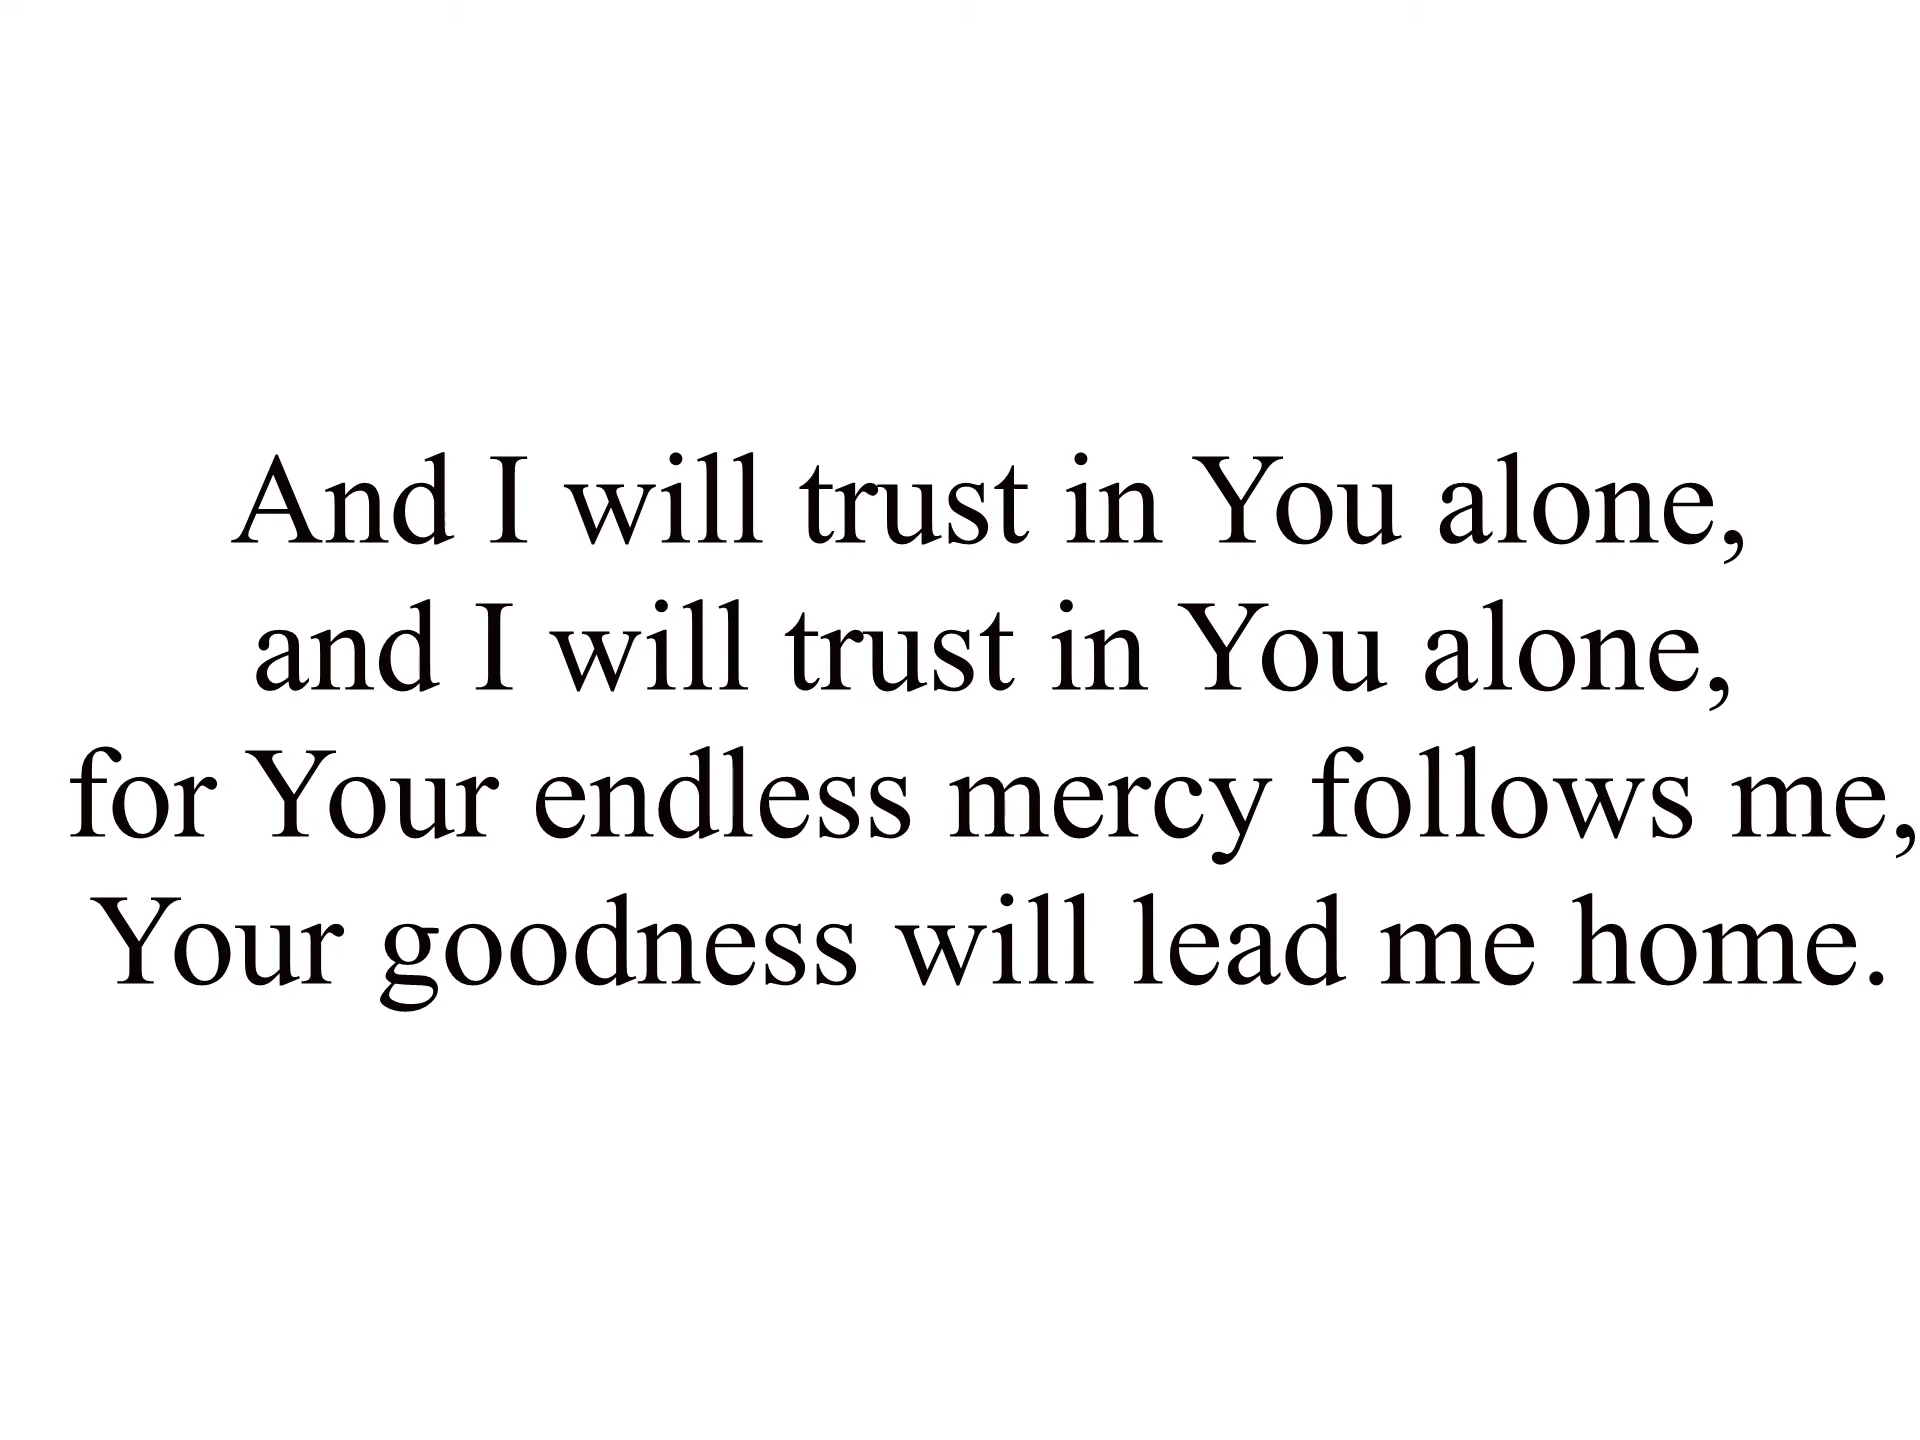 And I will trust in You alone,
and I will trust in You alone,
for Your endless mercy follows me,
Your goodness will lead me home.